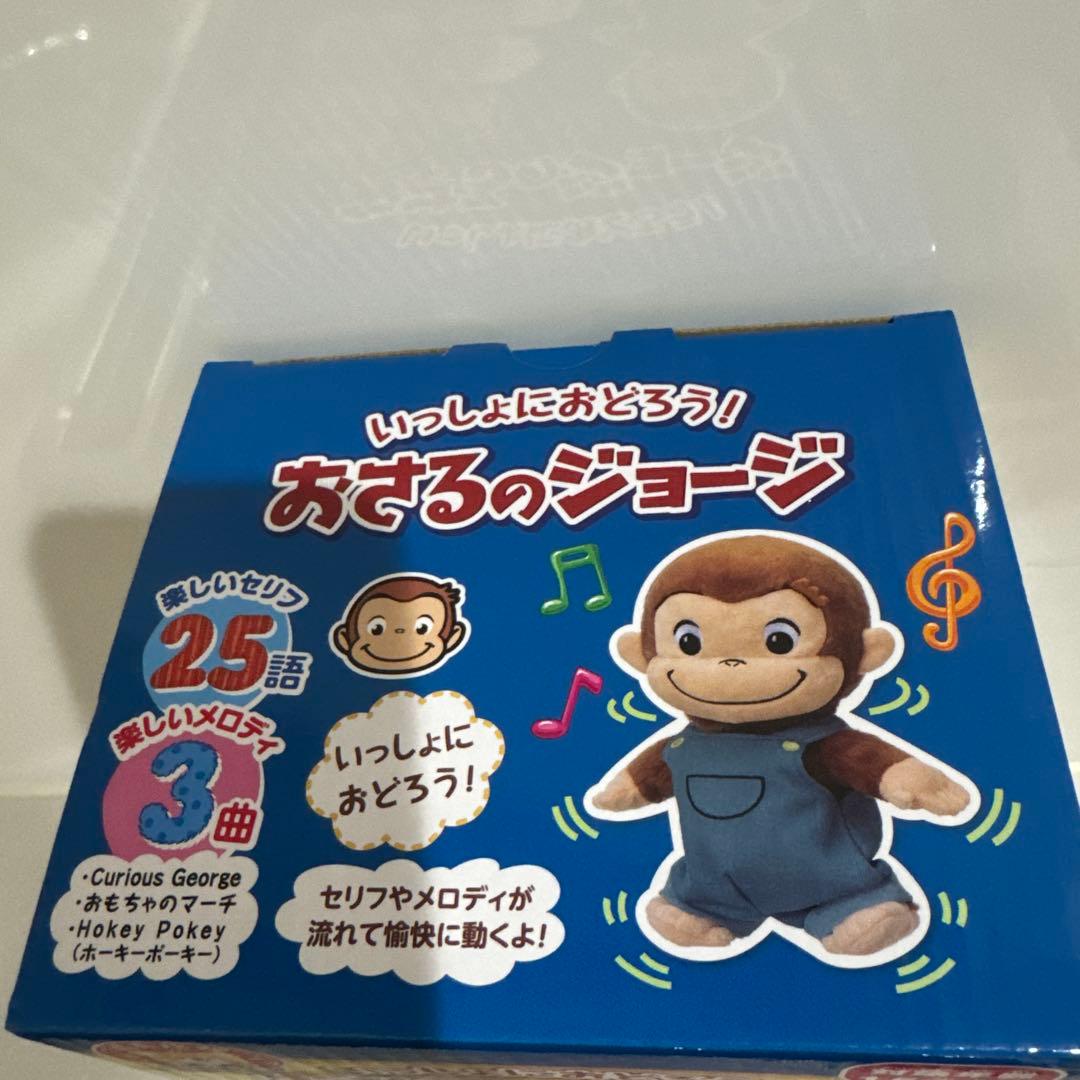 いっしょにおどろう!
おさるのジョージ
楽しいセリフ
25語
楽しいメロディ
3曲
・Curious George
・おもちゃのマーチ
・Hokey Pokey
(ホーキーポーキー)
いっしょに
おどろう!
セリフやメロディが
流れて愉快に動くよ!